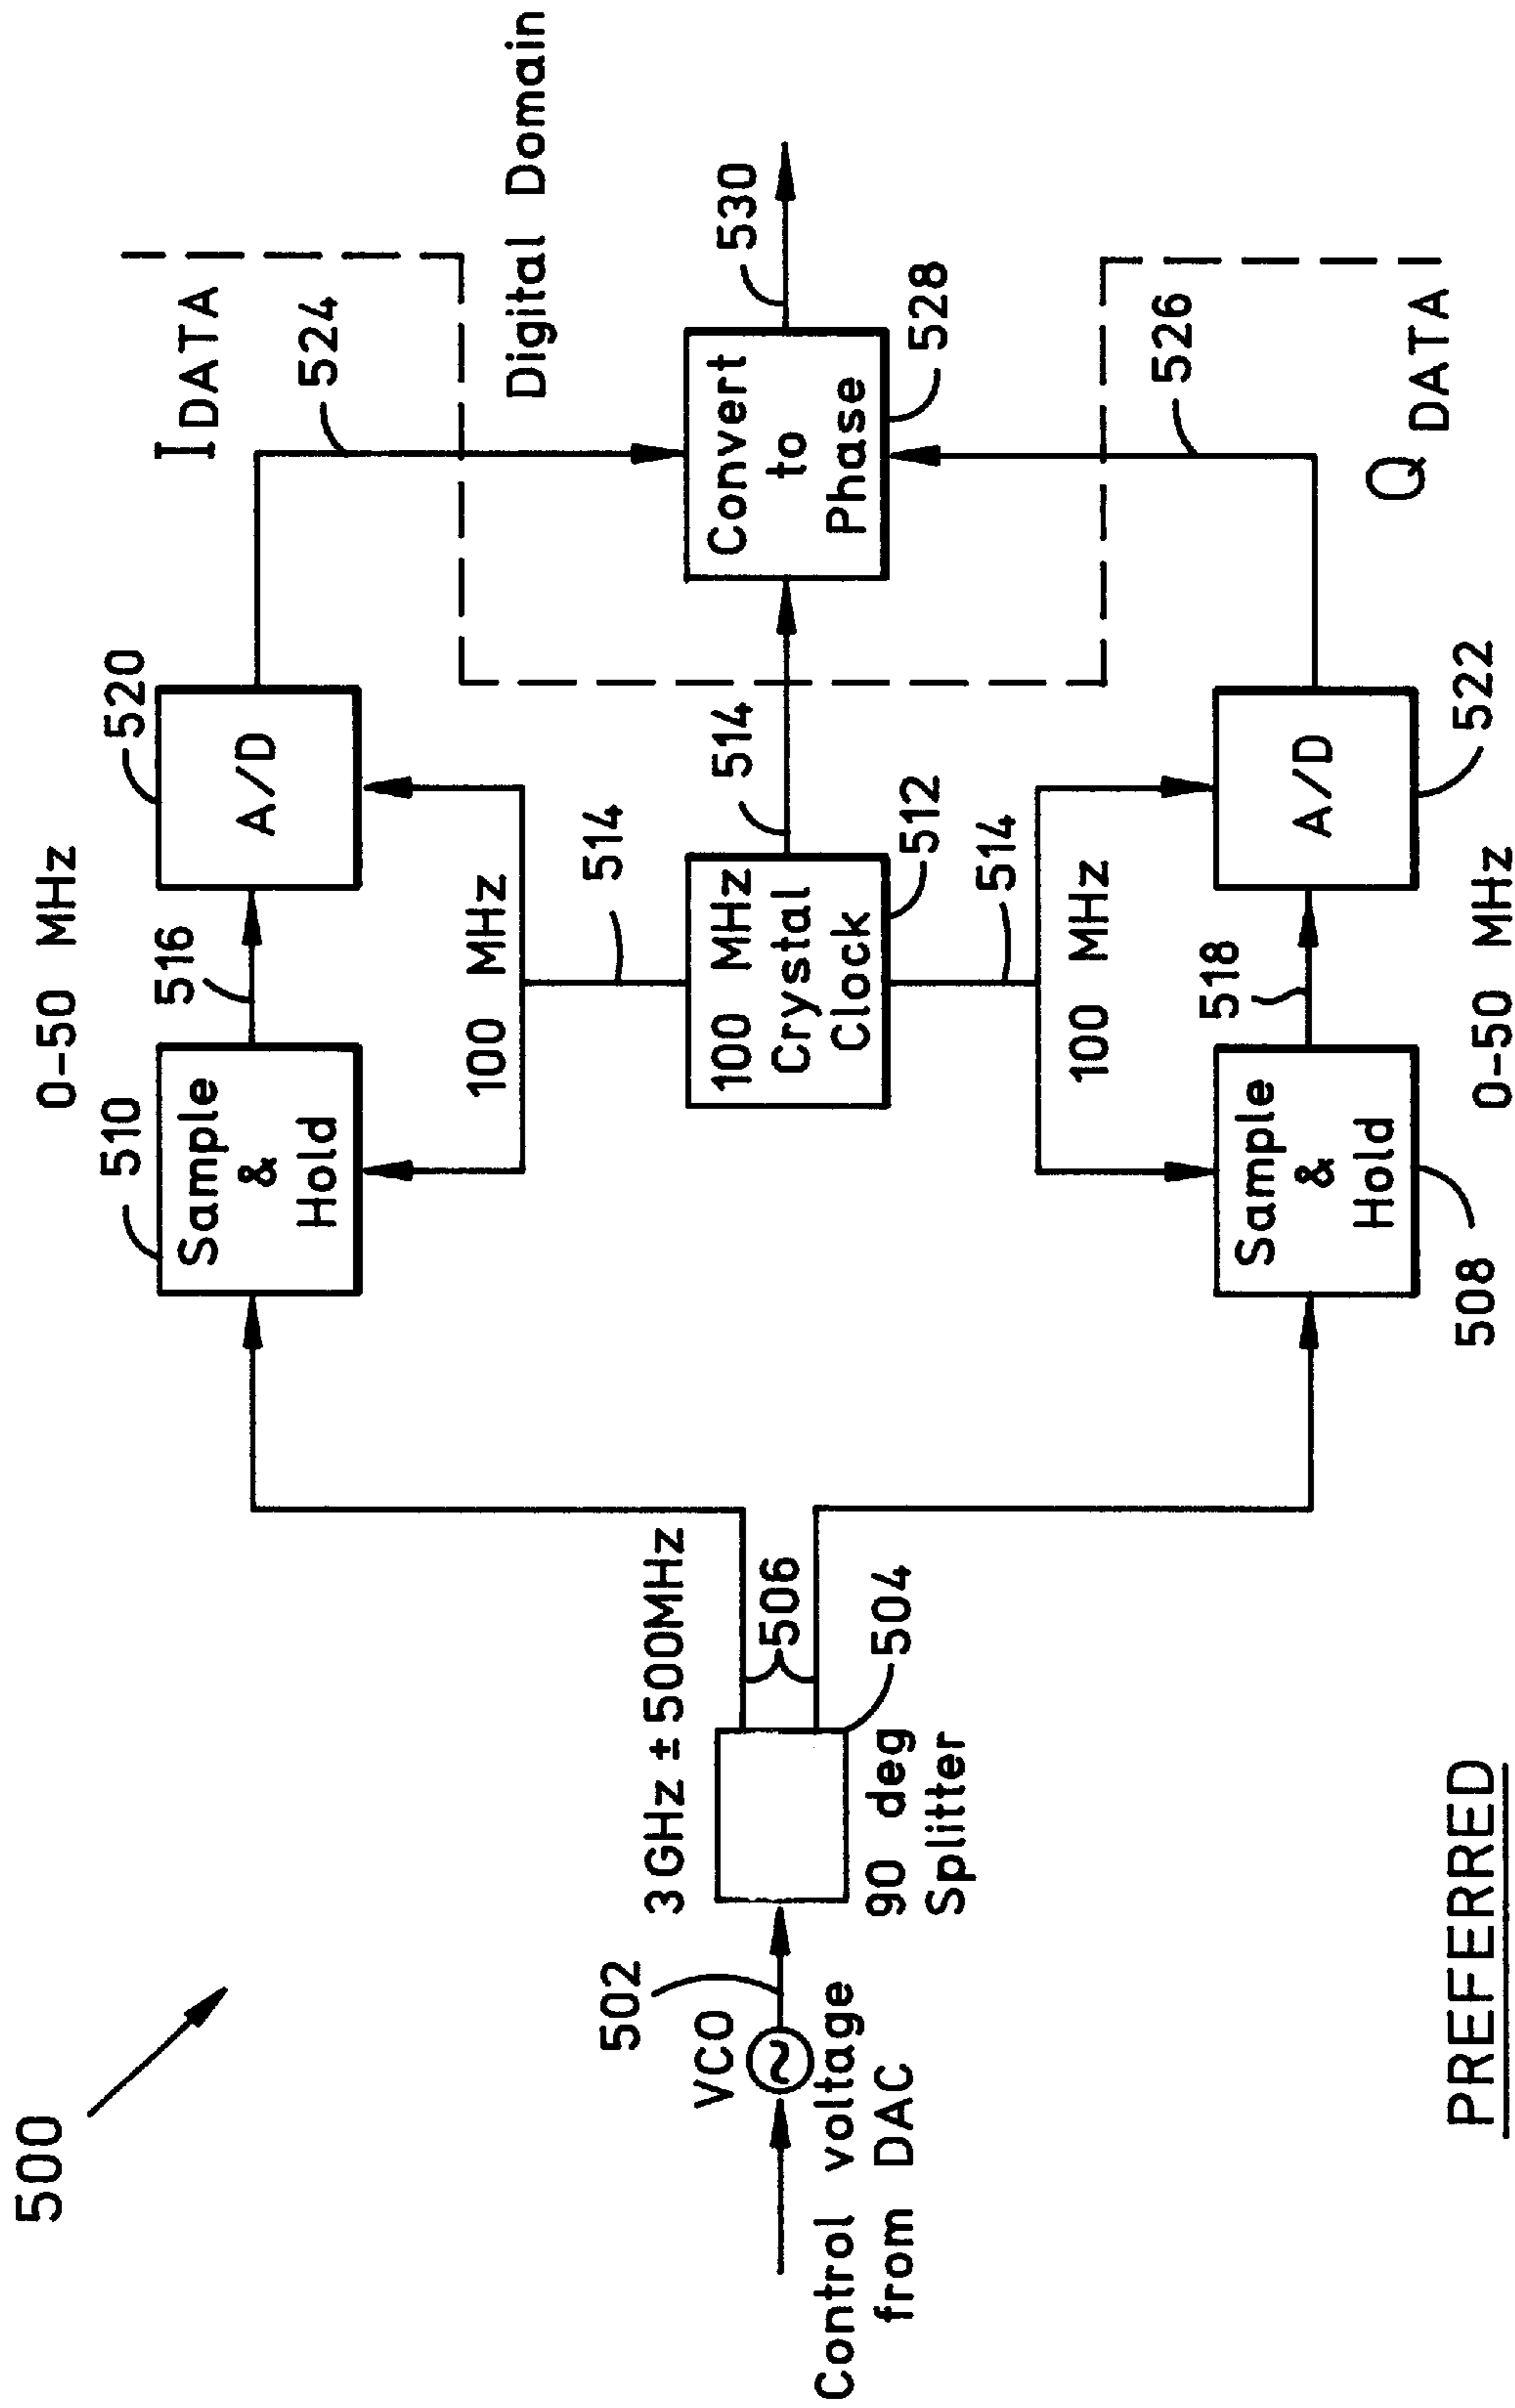 500
0-50 MHz
510
516
520
Sample
&
Hold
A/D
I DATA
524
100 MHz
514
Digital Domain
3GHz ± 500MHz
502
VCO
506
504
90 deg
Splitter
Control voltage
from DAC
100 MHz
Crystal
Clock
512
514
Convert
to
Phase
528
530
514
100 MHz
526
Sample
&
Hold
508
518
A/D
522
Q DATA
0-50 MHz
PREFERRED